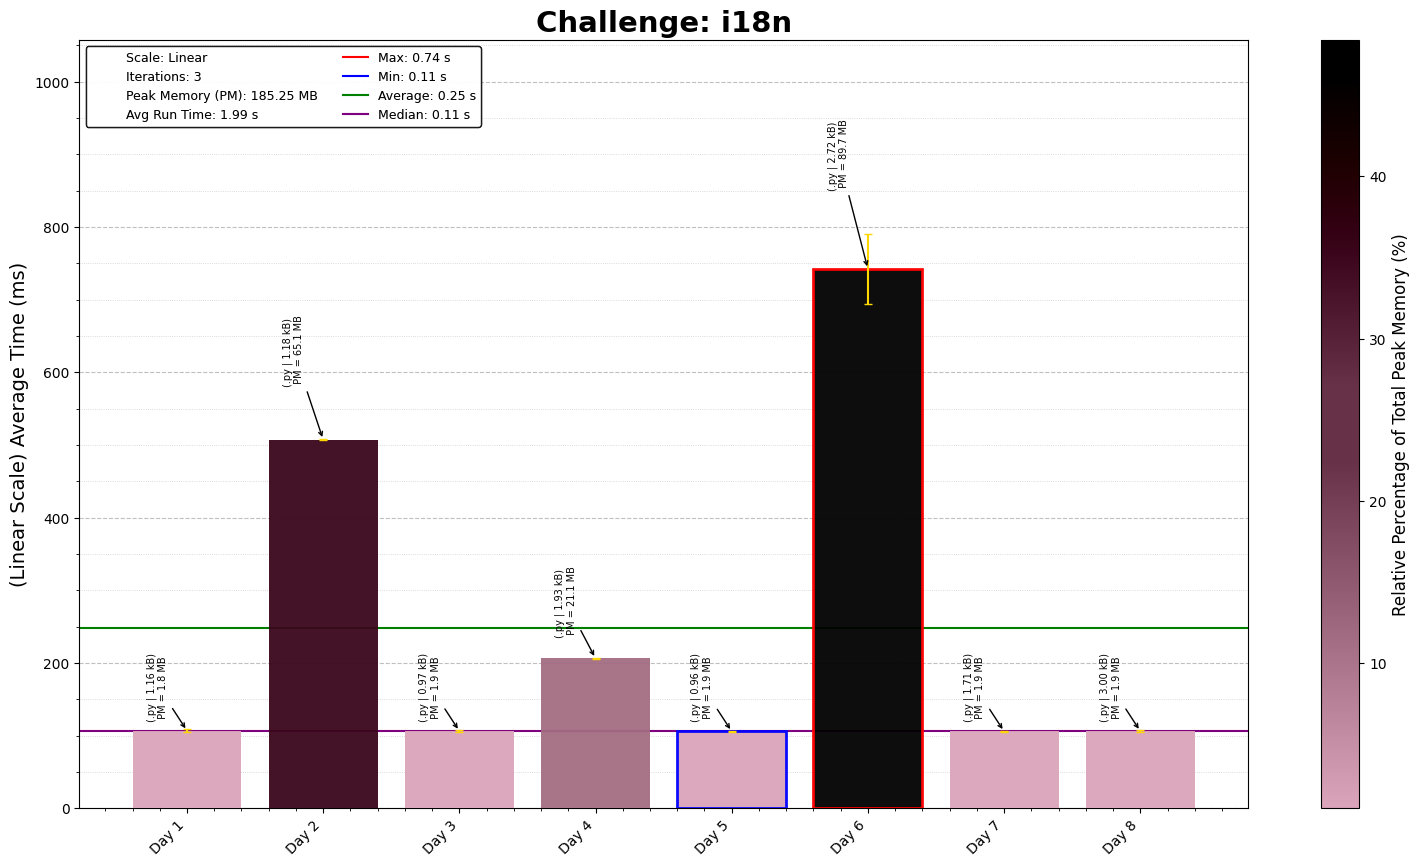 Challenge: i18n
Scale: Linear
Iterations: 3
Peak Memory (PM): 185.25 MB
Avg Run Time: 1.99 s
Max: 0.74 s
Min: 0.11 s
Average: 0.25 s
Median: 0.11 s
(Linear Scale) Average Time (ms)
1000
800
600
400
200
0
(.py | 1.16 kB)
PM = 1.8 MB
(.py | 1.18 kB)
PM = 65.1 MB
(.py | 0.97 kB)
PM = 1.9 MB
(.py | 1.93 kB)
PM = 21.1 MB
(.py | 0.96 kB)
PM = 1.9 MB
(.py | 2.72 kB)
PM = 89.7 MB
(.py | 1.71 kB)
PM = 1.9 MB
(.py | 3.00 kB)
PM = 1.9 MB
Day 1
Day 2
Day 3
Day 4
Day 5
Day 6
Day 7
Day 8
40
30
20
10
Relative Percentage of Total Peak Memory (%)